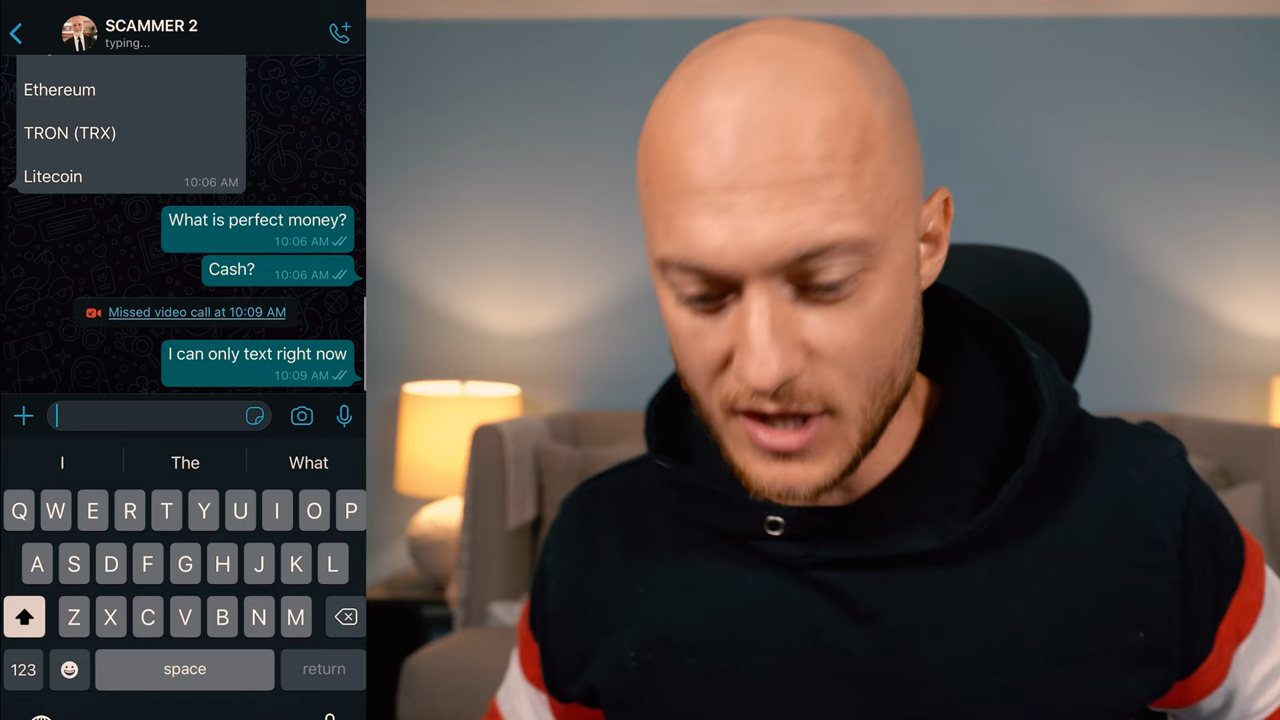 SCAMMER 2
typing...
Ethereum
TRON (TRX)
Litecoin
10:06 AM
What is perfect money?
10:06 AM
Cash?
10:06 AM
Missed video call at 10:09 AM
I can only text right now
10:09 AM
I
The
What
Q W E R T Y U I O P
A S D F G H J K L
Z X C V B N M
123
space
return